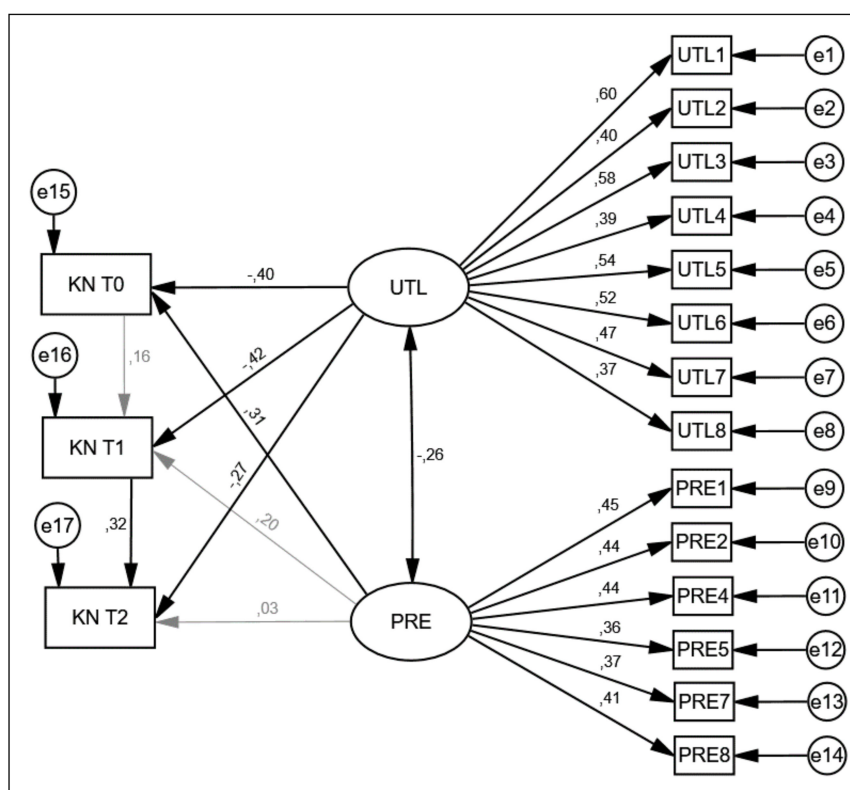 UTL1
e1
,60
UTL2
e2
,40
UTL3
e3
,58
e15
UTL4
e4
,39
KN T0
-,40
UTL
,54
UTL5
e5
,52
UTL6
e6
e16
,16
-,42
,47
UTL7
e7
,37
UTL8
e8
KN T1
,31
-,26
-,27
PRE1
e9
,45
e17
,32
,20
PRE2
e10
,44
KN T2
,03
PRE
,44
PRE4
e11
,36
PRE5
e12
,37
PRE7
e13
,41
PRE8
e14